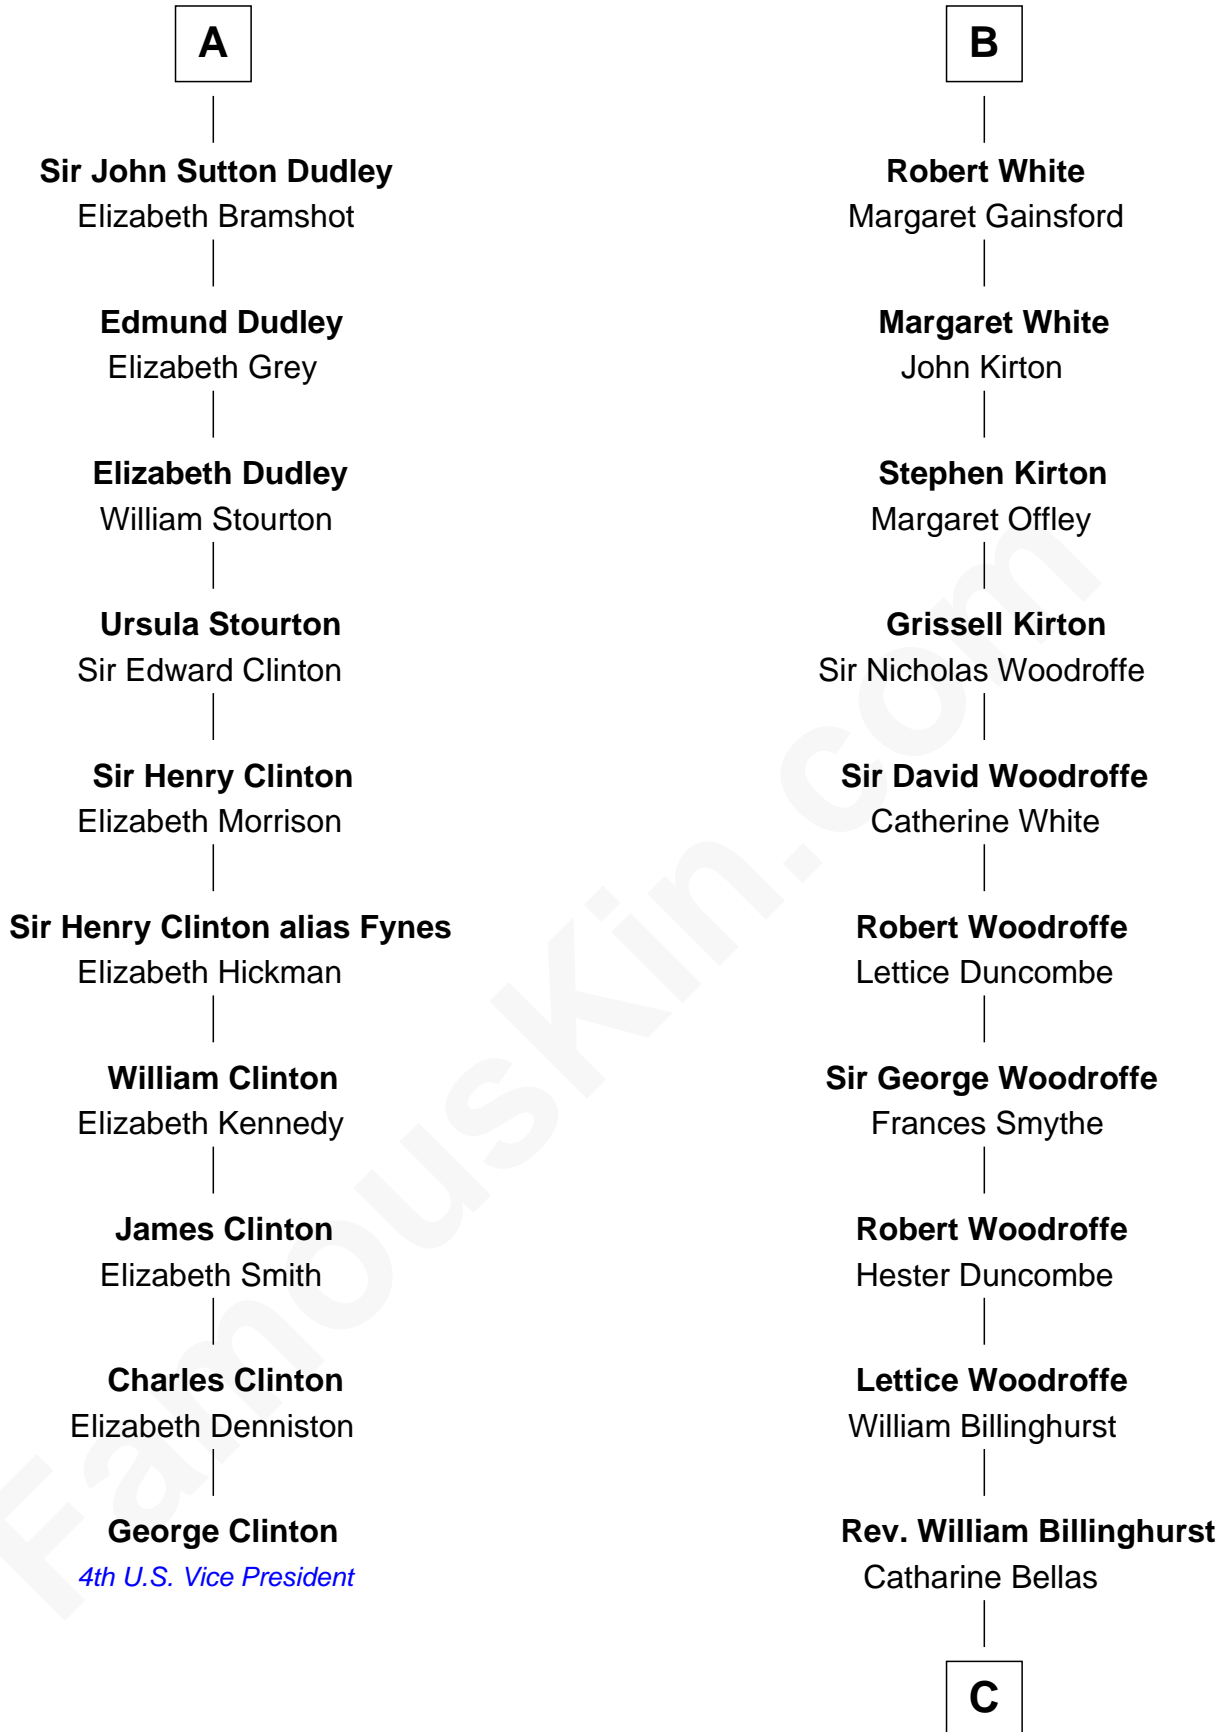 A
Sir John Sutton Dudley
Elizabeth Bramshot
Edmund Dudley
Elizabeth Grey
Elizabeth Dudley
William Stourton
Ursula Stourton
Sir Edward Clinton
Sir Henry Clinton
Elizabeth Morrison
Sir Henry Clinton alias Fynes
Elizabeth Hickman
William Clinton
Elizabeth Kennedy
James Clinton
Elizabeth Smith
Charles Clinton
Elizabeth Denniston
George Clinton
4th U.S. Vice President
B
Robert White
Margaret Gainsford
Margaret White
John Kirton
Stephen Kirton
Margaret Offley
Grissell Kirton
Sir Nicholas Woodroffe
Sir David Woodroffe
Catherine White
Robert Woodroffe
Lettice Duncombe
Sir George Woodroffe
Frances Smythe
Robert Woodroffe
Hester Duncombe
Lettice Woodroffe
William Billinghurst
Rev. William Billinghurst
Catharine Bellas
C
FamousKin.com